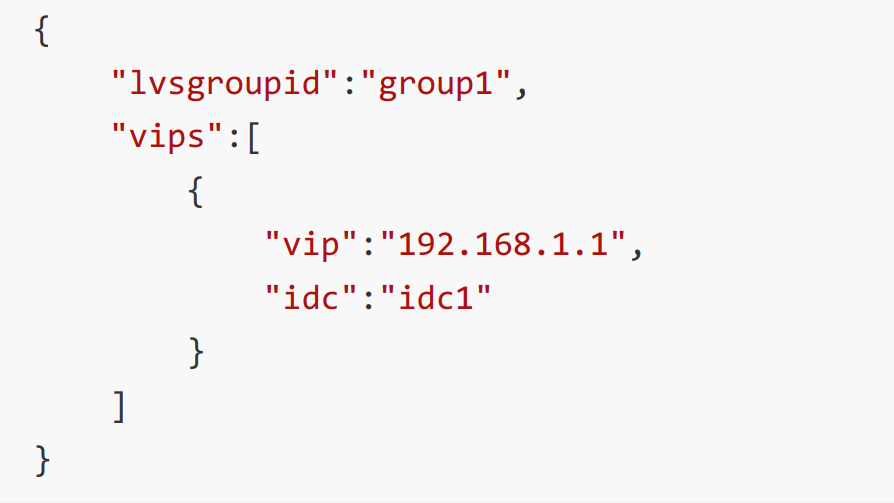 {
    "lvsgroupid":"group1",
    "vips":[
        {
            "vip":"192.168.1.1",
            "idc":"idc1"
        }
    ]
}